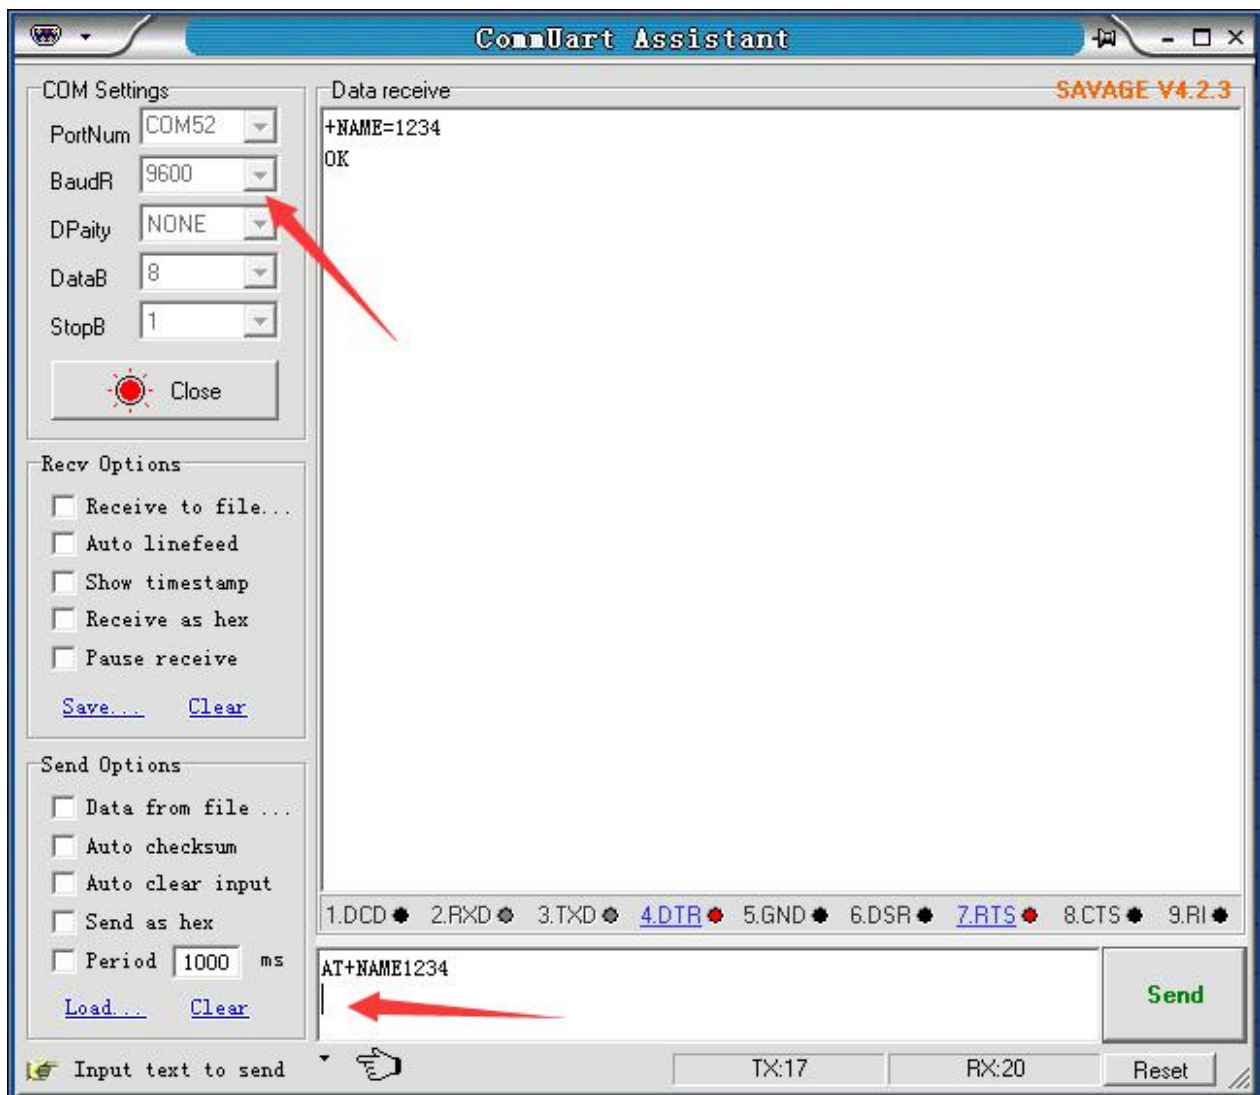 CommUart Assistant
COM Settings
PortNum COM52
BaudR 9600
DPaity NONE
DataB 8
StopB 1
Close
Recv Options
Receive to file...
Auto linefeed
Show timestamp
Receive as hex
Pause receive
Save... Clear
Send Options
Data from file ...
Auto checksum
Auto clear input
Send as hex
Period 1000 ms
Load... Clear
Data receive SAVAGE V4.2.3
+NAME=1234
OK
1.DCD 2.RXD 3.TXD 4.DTR 5.GND 6.DSR 7.RTS 8.CTS 9.RI
AT+NAME1234
Send
Input text to send TX:17 RX:20 Reset